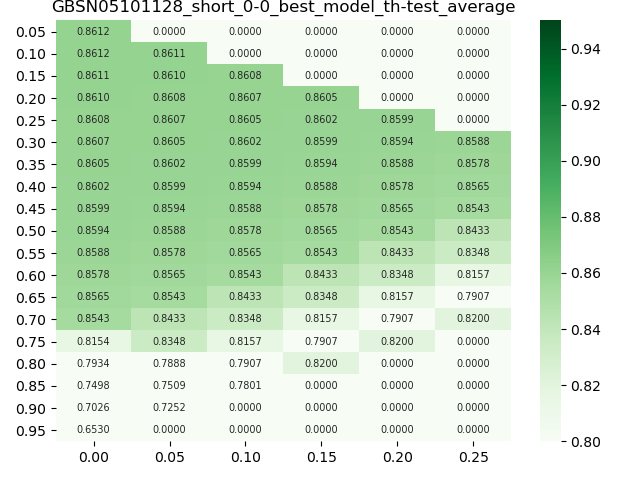 GBSN05101128_short_0-0_best_model_th-test_average
0.05 0.8612 0.0000 0.0000 0.0000 0.0000 0.0000
0.10 0.8612 0.8611 0.0000 0.0000 0.0000 0.0000
0.15 0.8611 0.8610 0.8608 0.0000 0.0000 0.0000
0.20 0.8610 0.8608 0.8607 0.8605 0.0000 0.0000
0.25 0.8608 0.8607 0.8605 0.8602 0.8599 0.0000
0.30 0.8607 0.8605 0.8602 0.8599 0.8594 0.8588
0.35 0.8605 0.8602 0.8599 0.8594 0.8588 0.8578
0.40 0.8602 0.8599 0.8594 0.8588 0.8578 0.8565
0.45 0.8599 0.8594 0.8588 0.8578 0.8565 0.8543
0.50 0.8594 0.8588 0.8578 0.8565 0.8543 0.8433
0.55 0.8588 0.8578 0.8565 0.8543 0.8433 0.8348
0.60 0.8578 0.8565 0.8543 0.8433 0.8348 0.8157
0.65 0.8565 0.8543 0.8433 0.8348 0.8157 0.7907
0.70 0.8543 0.8433 0.8348 0.8157 0.7907 0.8200
0.75 0.8154 0.8348 0.8157 0.7907 0.8200 0.0000
0.80 0.7934 0.7888 0.7907 0.8200 0.0000 0.0000
0.85 0.7498 0.7509 0.7801 0.0000 0.0000 0.0000
0.90 0.7026 0.7252 0.0000 0.0000 0.0000 0.0000
0.95 0.6530 0.0000 0.0000 0.0000 0.0000 0.0000
0.00 0.05 0.10 0.15 0.20 0.25
0.94
0.92
0.90
0.88
0.86
0.84
0.82
0.80